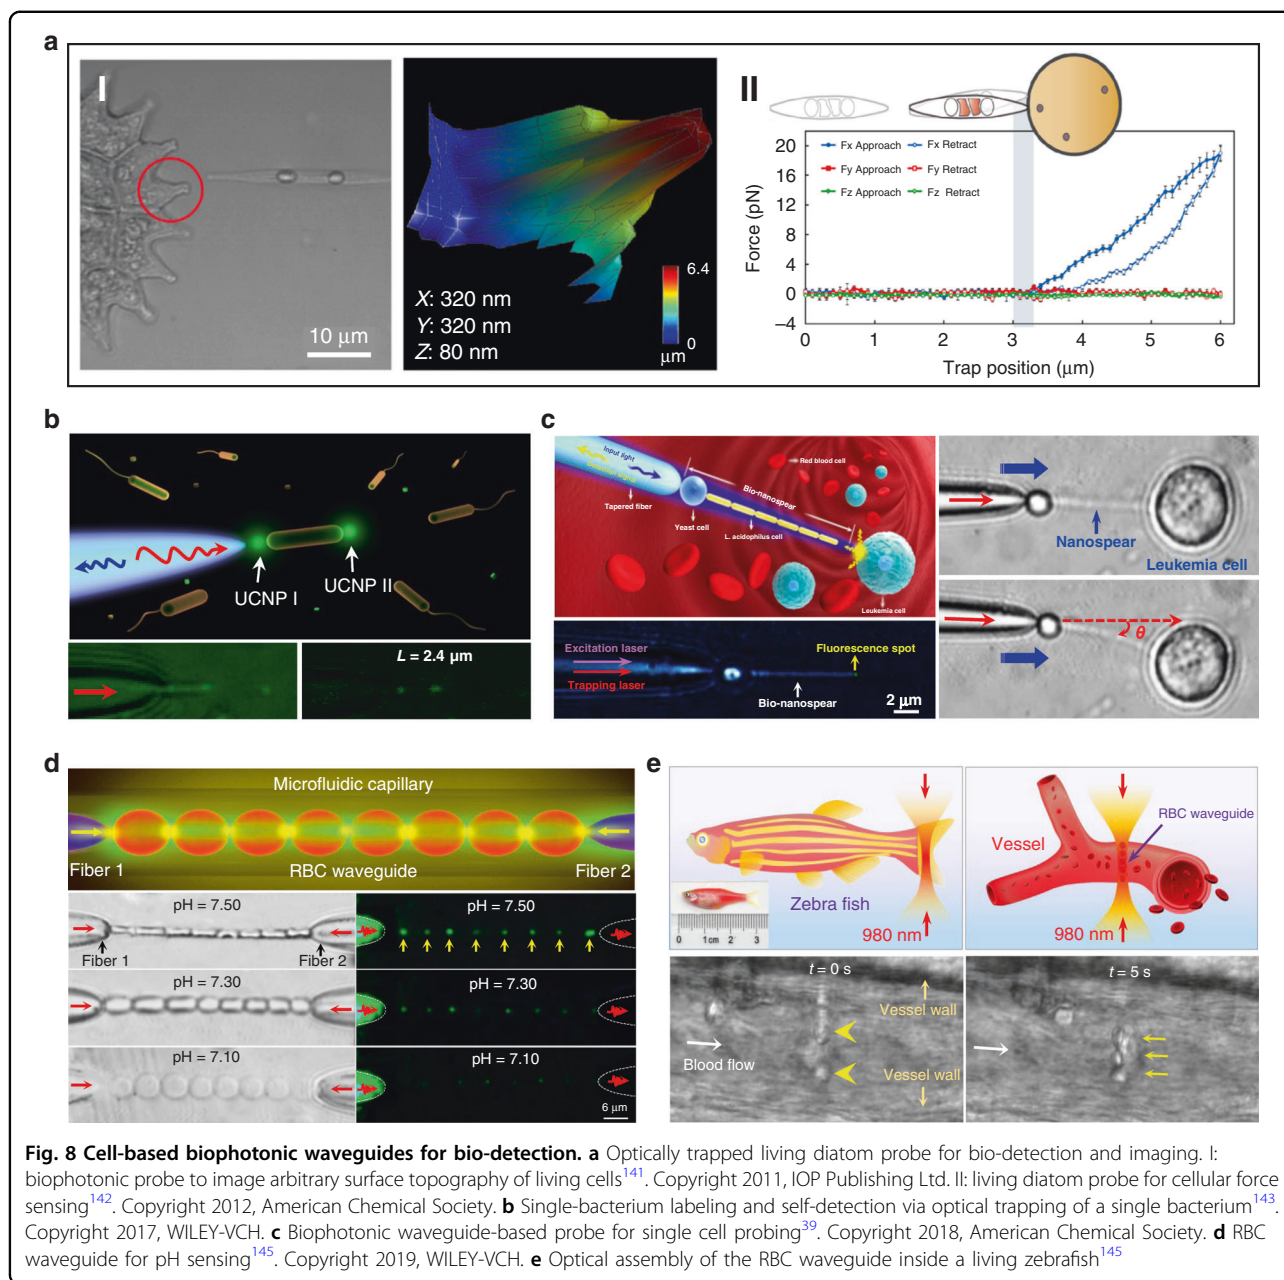 a
I
10 μm
X: 320 nm
Y: 320 nm
Z: 80 nm
6.4
0
μm
II
Force (pN)
20
16
12
8
4
0
−4
Fx Approach
Fx Retract
Fy Approach
Fy Retract
Fz Approach
Fz Retract
0 1 2 3 4 5 6
Trap position (μm)
b
UCNP I
UCNP II
L = 2.4 μm
c
Input light
Tapered fiber
Yeast cell
L. acidophilus cell
Bio-nanospear
Red blood cell
Leukemia cell
Excitation laser
Trapping laser
Fluorescence spot
Bio-nanospear
2 μm
Nanospear
Leukemia cell
θ
d
Microfluidic capillary
Fiber 1
RBC waveguide
Fiber 2
pH = 7.50
Fiber 1
Fiber 2
pH = 7.50
pH = 7.30
pH = 7.30
pH = 7.10
pH = 7.10
6 μm
e
Zebra fish
0 1cm 2 3
980 nm
Vessel
RBC waveguide
980 nm
t = 0 s
Vessel wall
Blood flow
Vessel wall
t = 5 s
Fig. 8 Cell-based biophotonic waveguides for bio-detection. a Optically trapped living diatom probe for bio-detection and imaging. I:
biophotonic probe to image arbitrary surface topography of living cells141. Copyright 2011, IOP Publishing Ltd. II: living diatom probe for cellular force
sensing142. Copyright 2012, American Chemical Society. b Single-bacterium labeling and self-detection via optical trapping of a single bacterium143.
Copyright 2017, WILEY-VCH. c Biophotonic waveguide-based probe for single cell probing39. Copyright 2018, American Chemical Society. d RBC
waveguide for pH sensing145. Copyright 2019, WILEY-VCH. e Optical assembly of the RBC waveguide inside a living zebrafish145